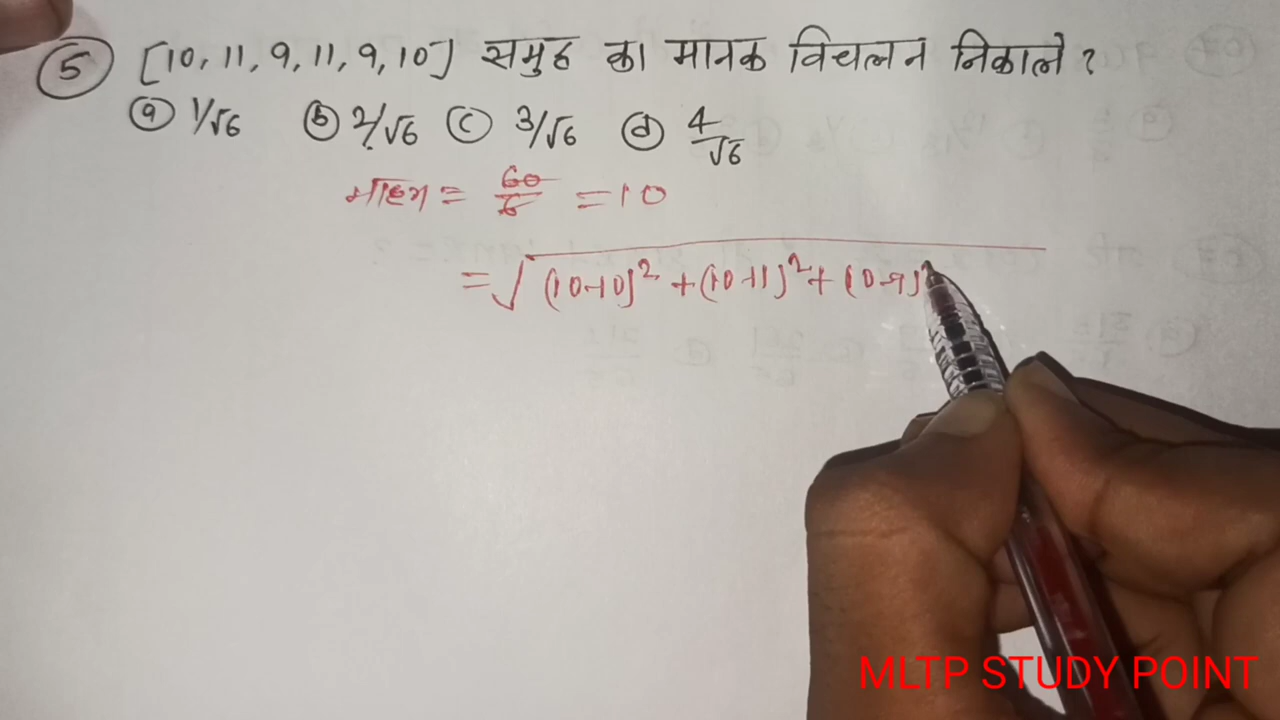 ⑤ [10, 11, 9, 11, 9, 10] समुह का मानक विचलन निकाले ?
ⓐ 1/√6 ⓑ 2/√6 ⓒ 3/√6 ⓓ 4/√6
= 60/6 = 10
= √(10-10)² + (10-11)² + (10-9)²
MLTP STUDY POINT